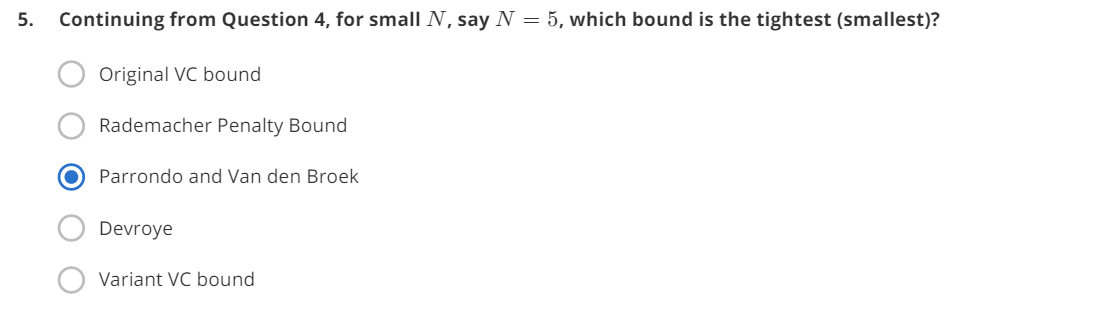 5. Continuing from Question 4, for small N, say N = 5, which bound is the tightest (smallest)?
Original VC bound
Rademacher Penalty Bound
Parrondo and Van den Broek
Devroye
Variant VC bound